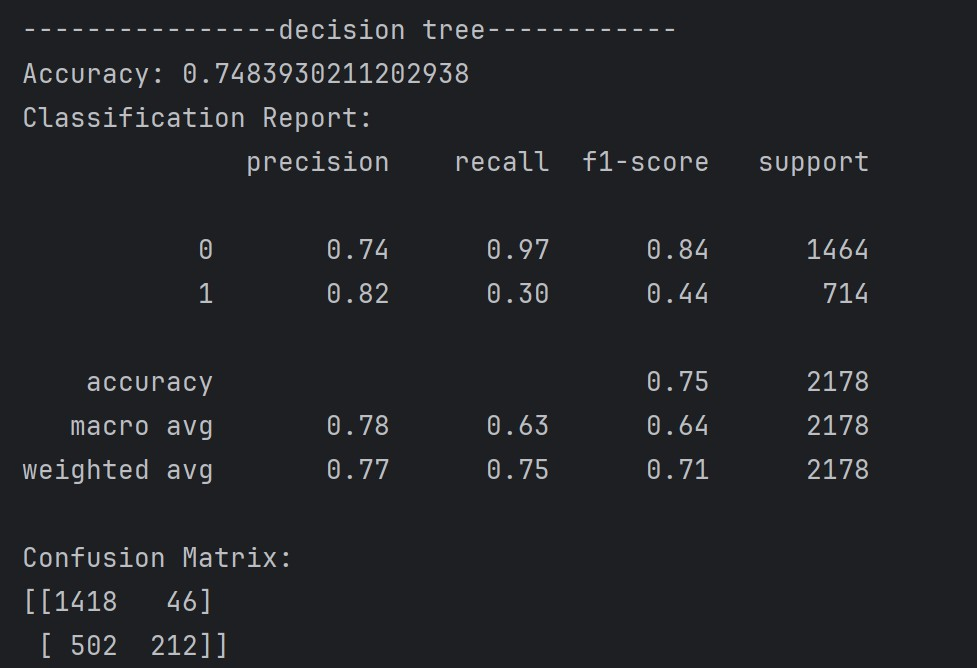 ----------------decision tree------------
Accuracy: 0.7483930211202938
Classification Report:
              precision    recall  f1-score   support

           0       0.74      0.97      0.84      1464
           1       0.82      0.30      0.44       714

    accuracy                           0.75      2178
   macro avg       0.78      0.63      0.64      2178
weighted avg       0.77      0.75      0.71      2178

Confusion Matrix:
[[1418   46]
 [ 502  212]]